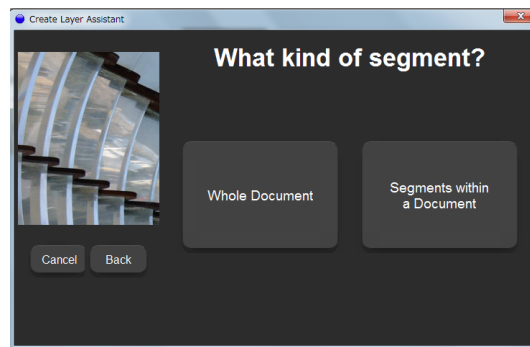 Create Layer Assistant
What kind of segment?
Whole Document
Segments within
a Document
Cancel
Back